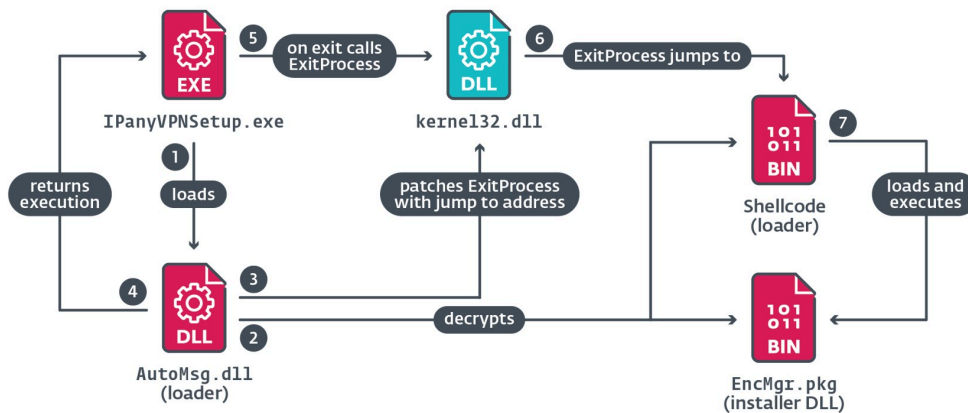 5
on exit calls
ExitProcess
6
ExitProcess jumps to
EXE
DLL
IPanyVPNSetup.exe
kernel32.dll
101
011
BIN
7
1
returns
execution
loads
patches ExitProcess
with jump to address
Shellcode
(loader)
loads and
executes
4
DLL
3
2
decrypts
101
011
BIN
AutoMsg.dll
(loader)
EncMgr.pkg
(installer DLL)